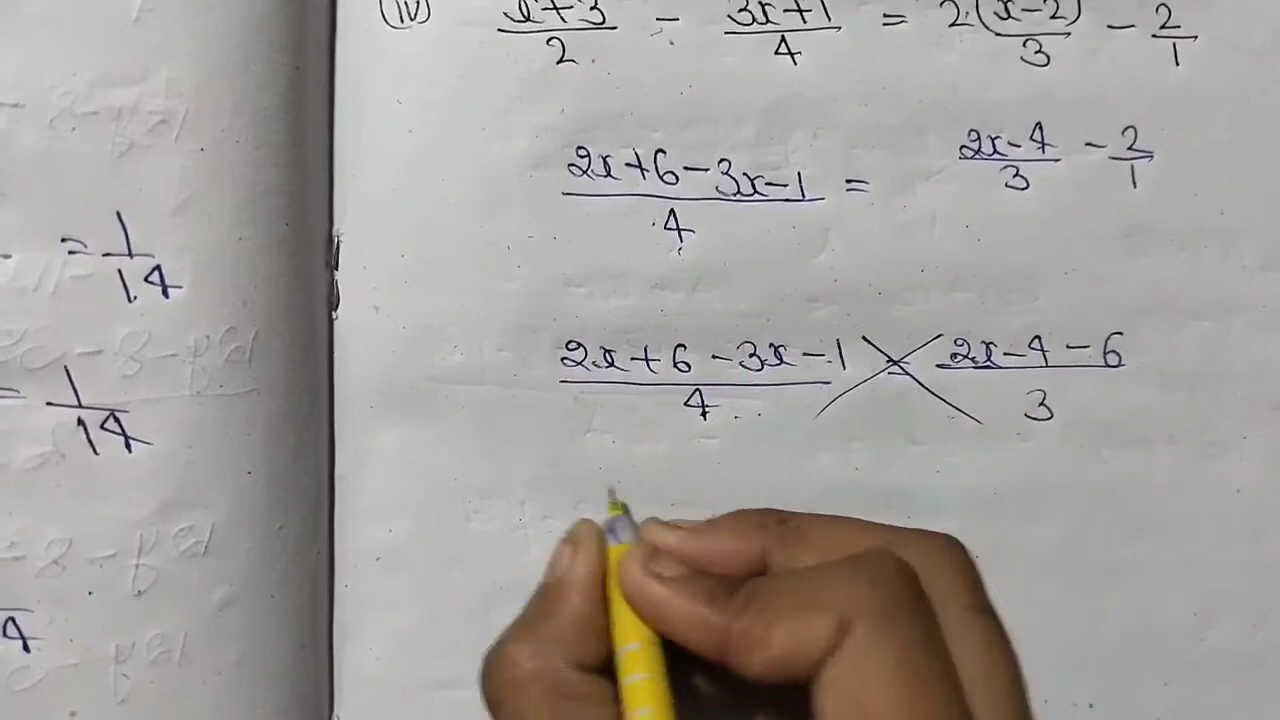 (iv) x+3/2 - 3x+1/4 = 2(x-2)/3 - 2/1
2x+6-3x-1/4 = 2x-4/3 - 2/1
= 1/14
2x+6-3x-1/4 = 2x-4-6/3
= 1/14
4